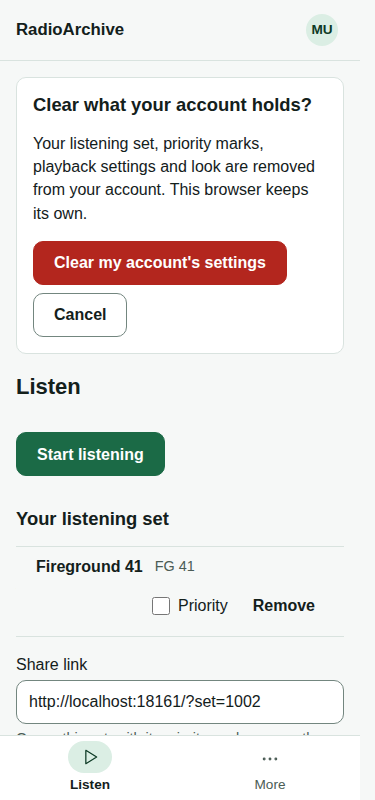 RadioArchive
MU
Clear what your account holds?
Your listening set, priority marks,
playback settings and look are removed
from your account. This browser keeps
its own.
Clear my account's settings
Cancel
Listen
Start listening
Your listening set
Fireground 41 FG 41
Priority Remove
Share link
http://localhost:18161/?set=1002
Listen
More